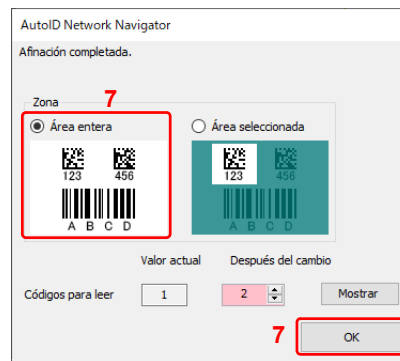 AutoID Network Navigator
Afinación completada.
Zona
7
Área entera
Área seleccionada
123 456
A B C D
123 456
A B C D
Valor actual Después del cambio
Códigos para leer 1 2 Mostrar
7 OK